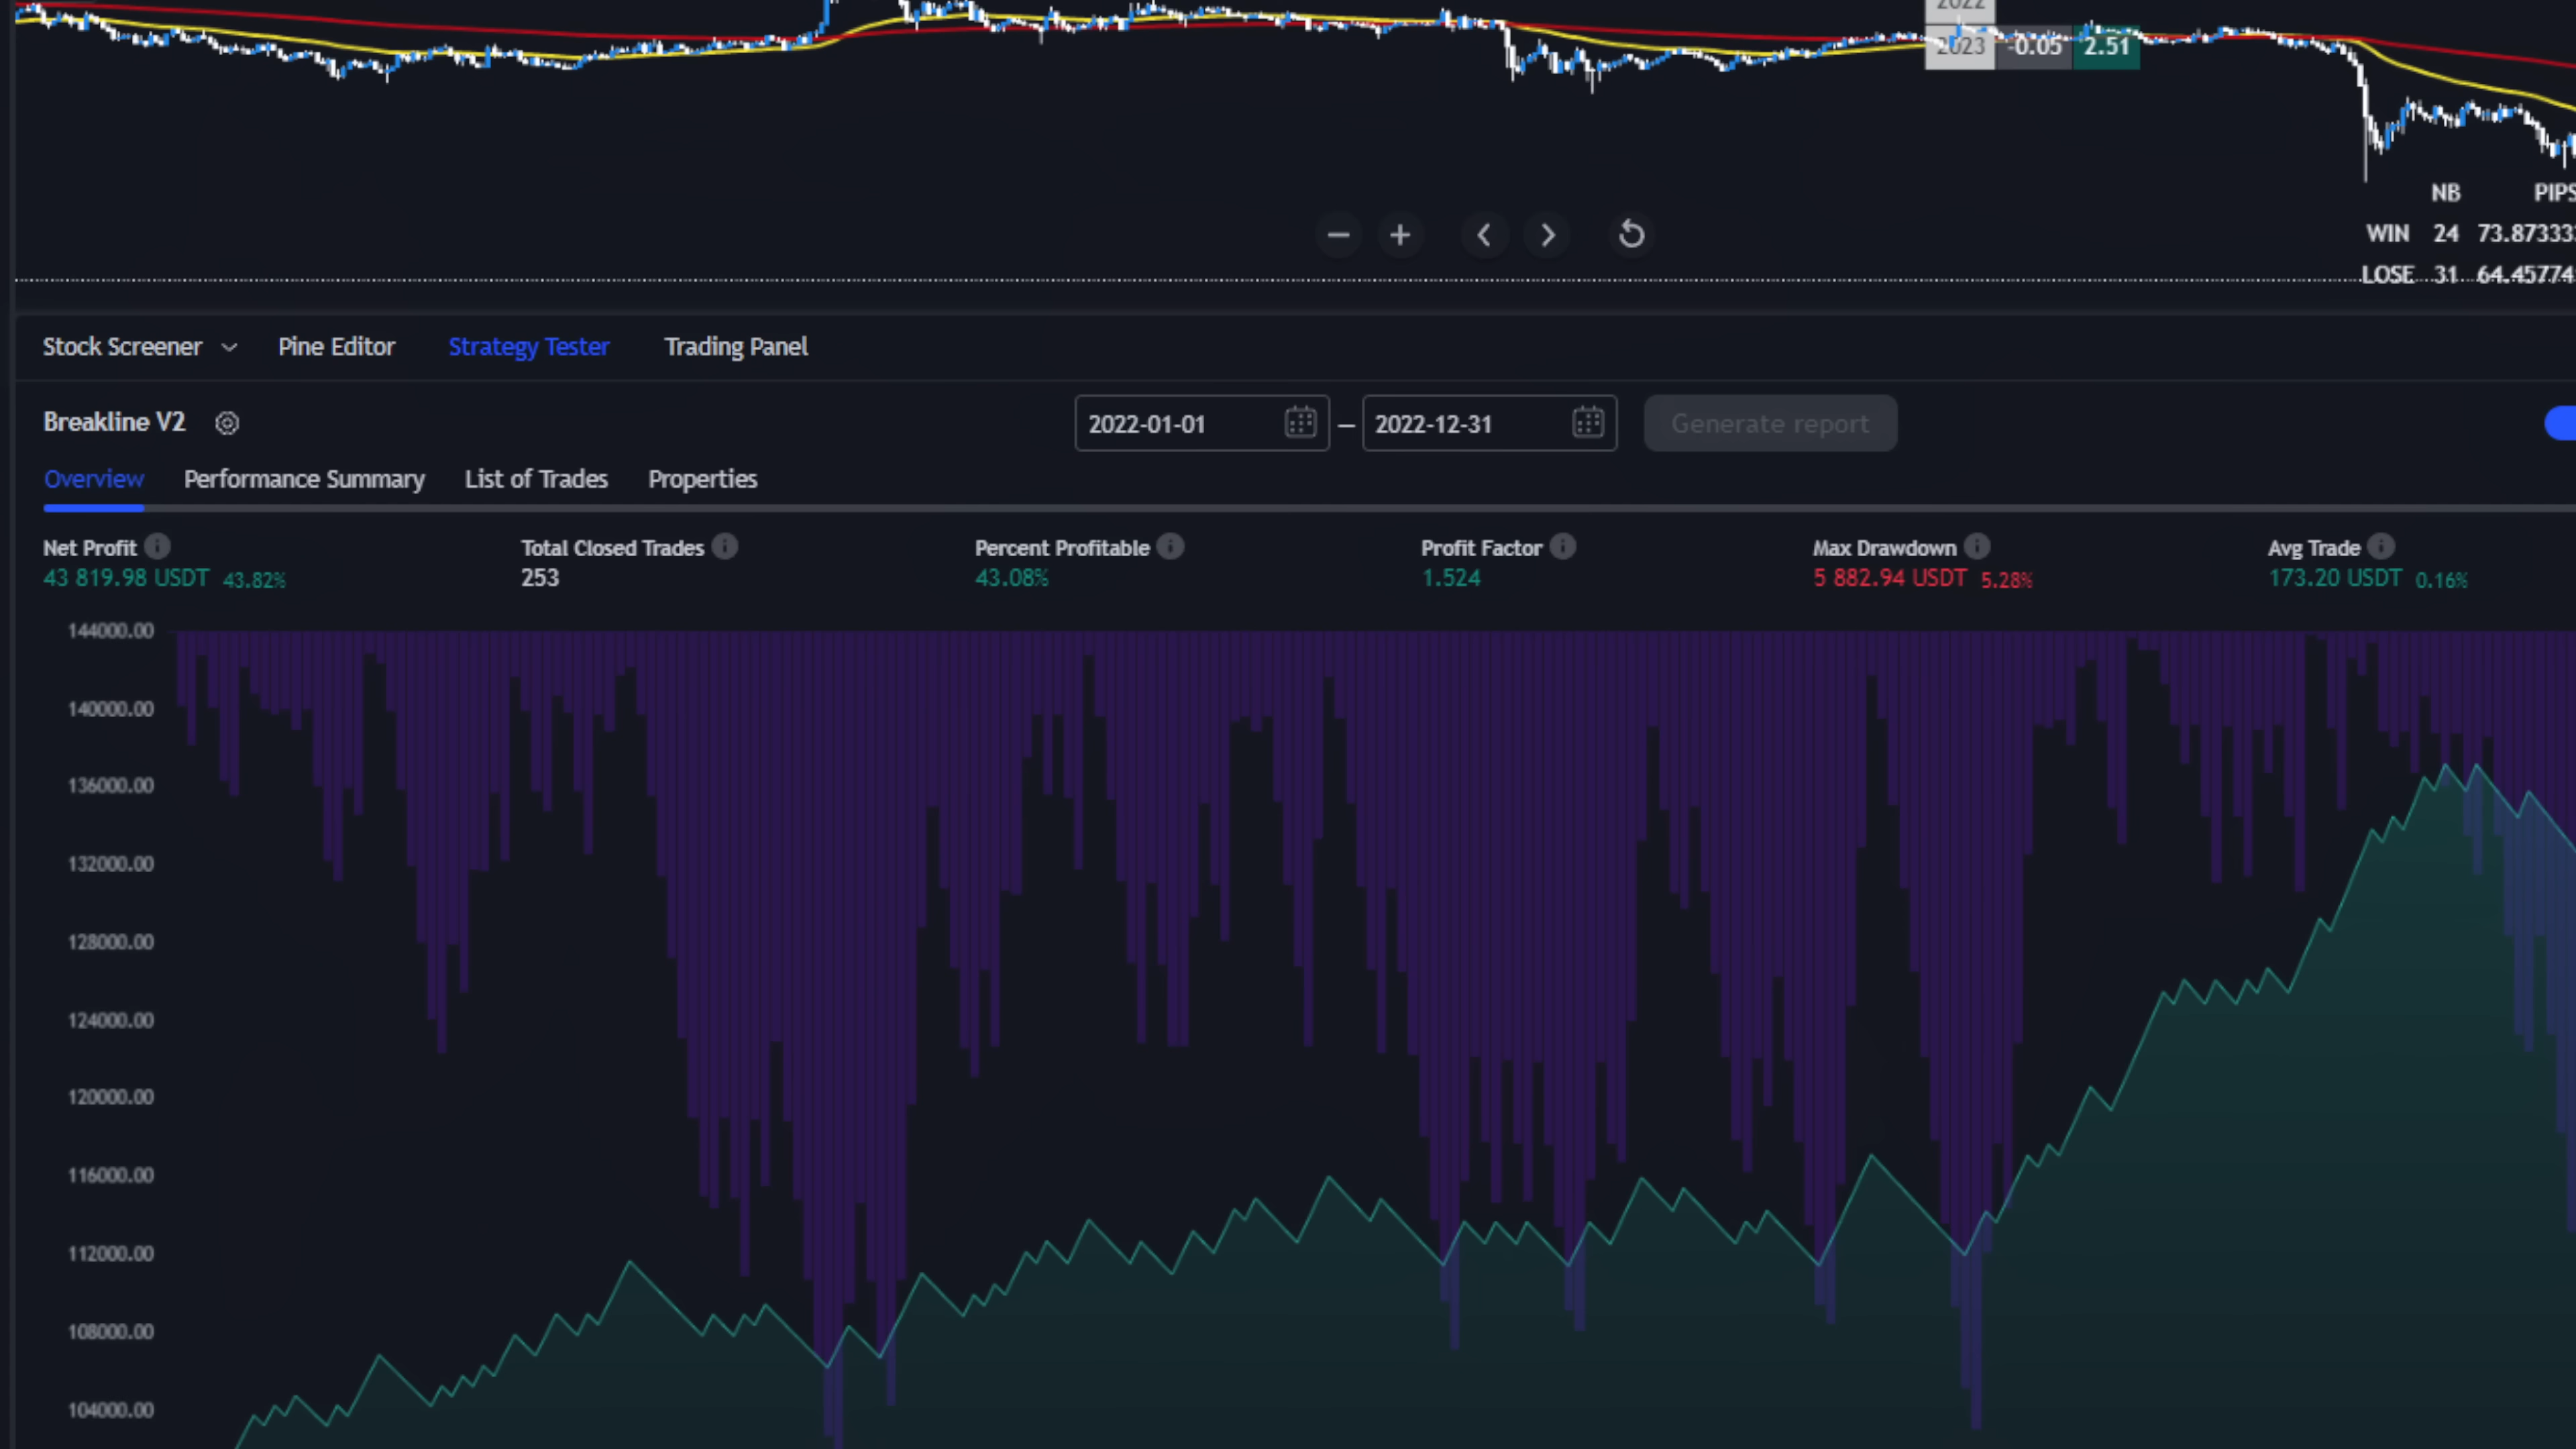 2022
2023 -0.05 2.51
NB PIPS
WIN 24 73.873333
LOSE 31 64.45774
Stock Screener Pine Editor Strategy Tester Trading Panel
Breakline V2 2022-01-01 — 2022-12-31 Generate report
Overview Performance Summary List of Trades Properties
Net Profit Total Closed Trades Percent Profitable Profit Factor Max Drawdown Avg Trade
43 819.98 USDT 43.82% 253 43.08% 1.524 5 882.94 USDT 5.28% 173.20 USDT 0.16%
144000.00
140000.00
136000.00
132000.00
128000.00
124000.00
120000.00
116000.00
112000.00
108000.00
104000.00